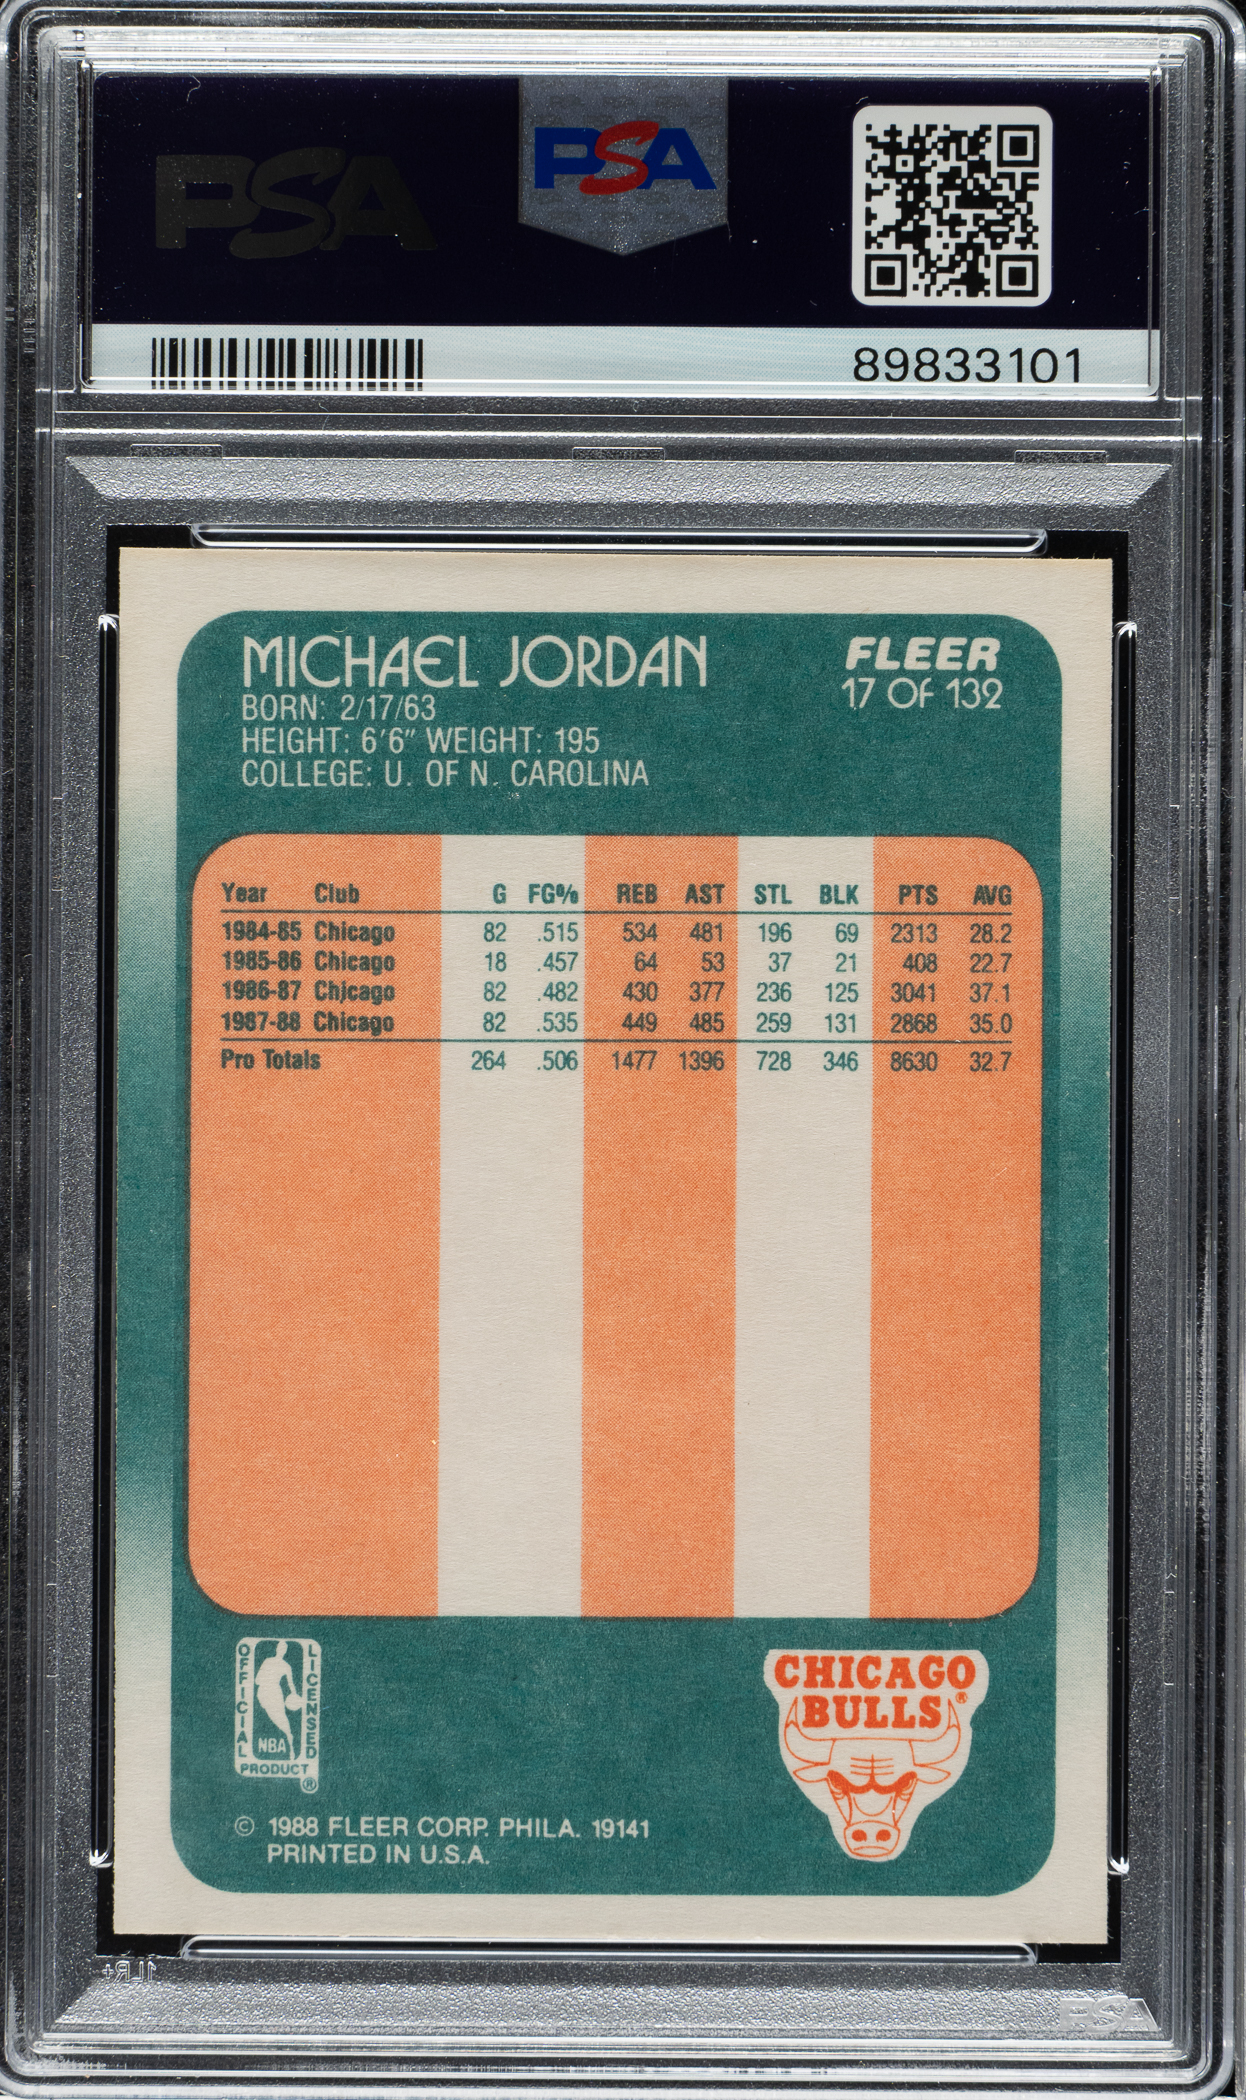 PSA
PSA
89833101
MICHAEL JORDAN
FLEER
BORN: 2/17/63
17 OF 132
HEIGHT: 6'6" WEIGHT: 195
COLLEGE: U. OF N. CAROLINA
Year Club G FG% REB AST STL BLK PTS AVG
1984-85 Chicago 82 .515 534 481 196 69 2313 28.2
1985-86 Chicago 18 .457 64 53 37 21 408 22.7
1986-87 Chicago 82 .482 430 377 236 125 3041 37.1
1987-88 Chicago 82 .535 449 485 259 131 2868 35.0
Pro Totals 264 .506 1477 1396 728 346 8630 32.7
OFFICIAL
LICENSED
NBA
PRODUCT
®
CHICAGO
BULLS®
© 1988 FLEER CORP. PHILA. 19141
PRINTED IN U.S.A.
1LR+
PSA